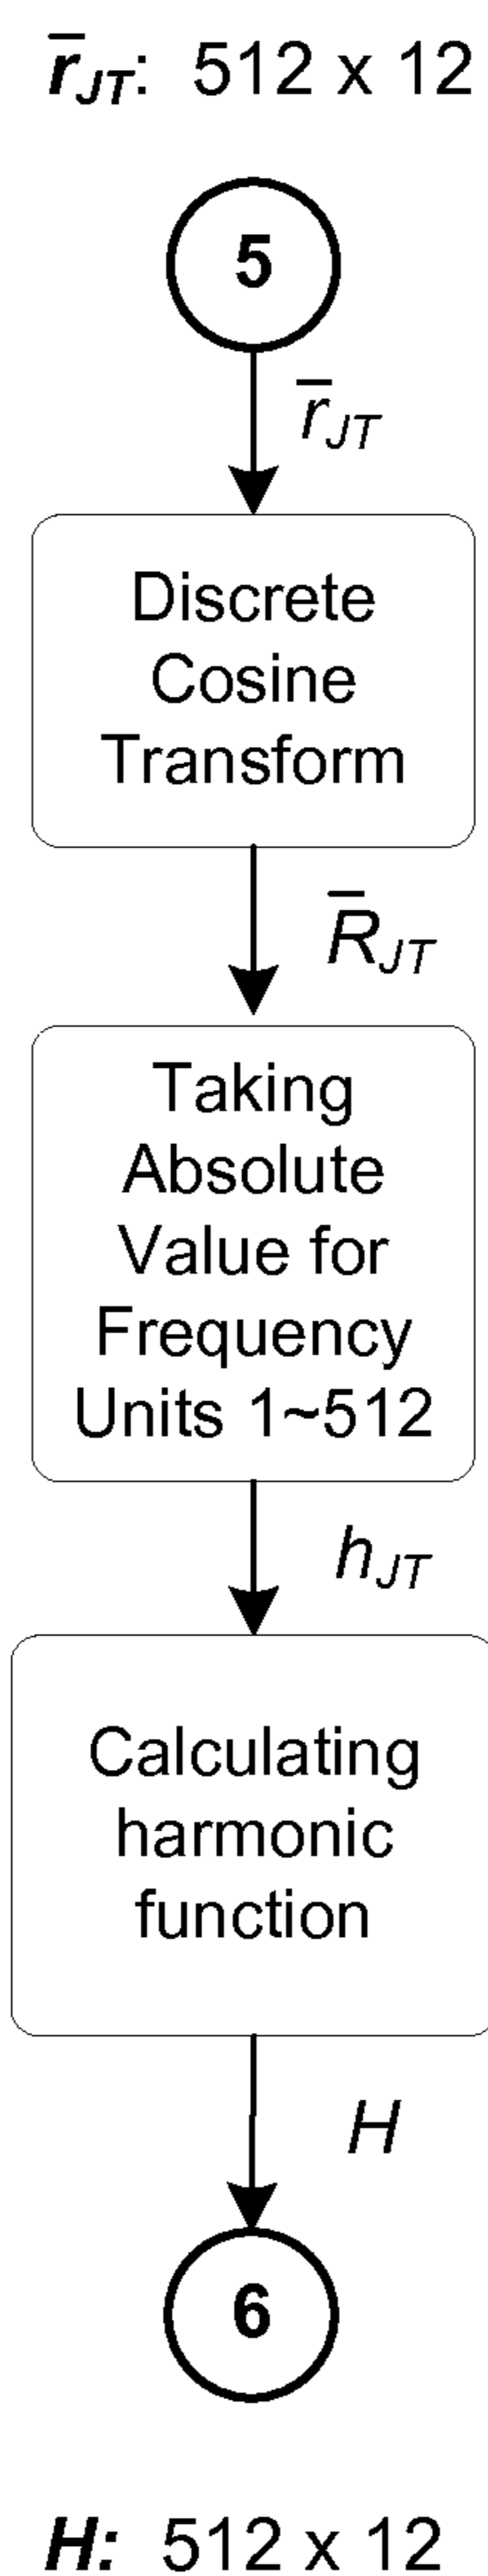 r̅JT: 512 x 12
5
r̅JT
Discrete
Cosine
Transform
R̅JT
Taking
Absolute
Value for
Frequency
Units 1~512
hJT
Calculating
harmonic
function
H
6
H: 512 x 12